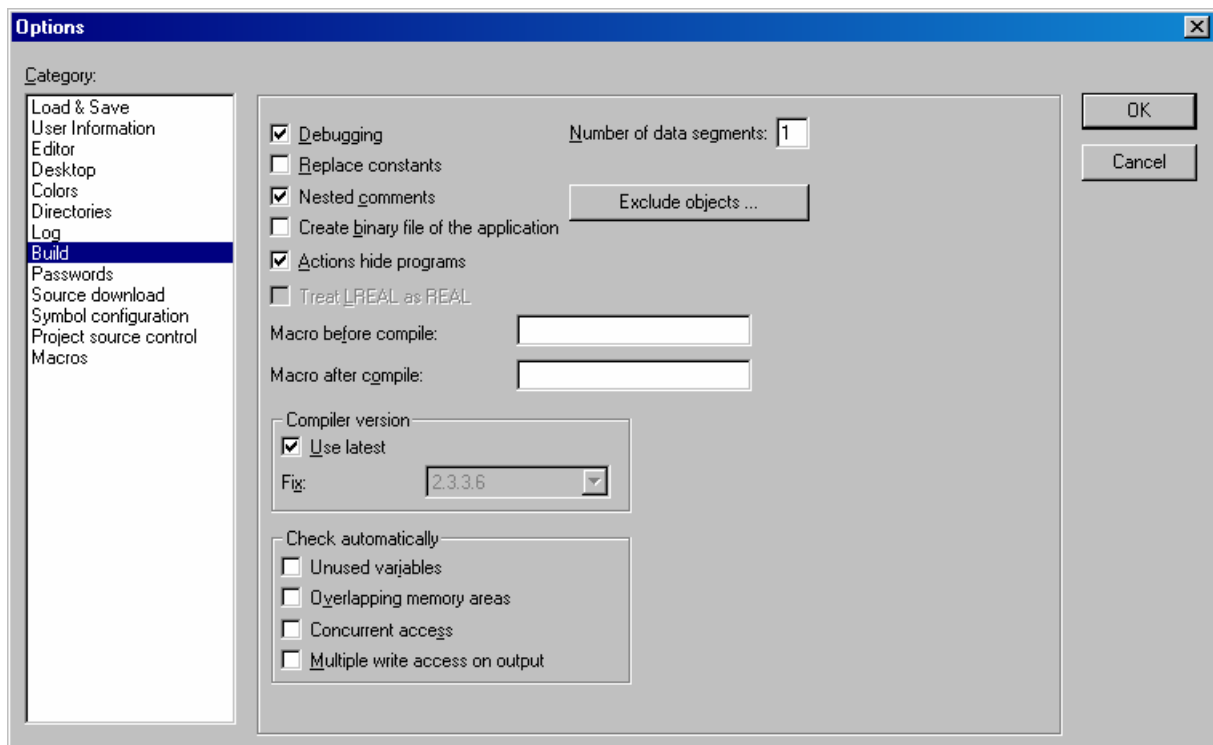 Options
Category:
Load & Save
User Information
Editor
Desktop
Colors
Directories
Log
Build
Passwords
Source download
Symbol configuration
Project source control
Macros
Debugging
Number of data segments: 1
Replace constants
Nested comments
Exclude objects ...
Create binary file of the application
Actions hide programs
Treat LREAL as REAL
Macro before compile:
Macro after compile:
Compiler version
Use latest
Fix: 2.3.3.6
Check automatically
Unused variables
Overlapping memory areas
Concurrent access
Multiple write access on output
OK
Cancel